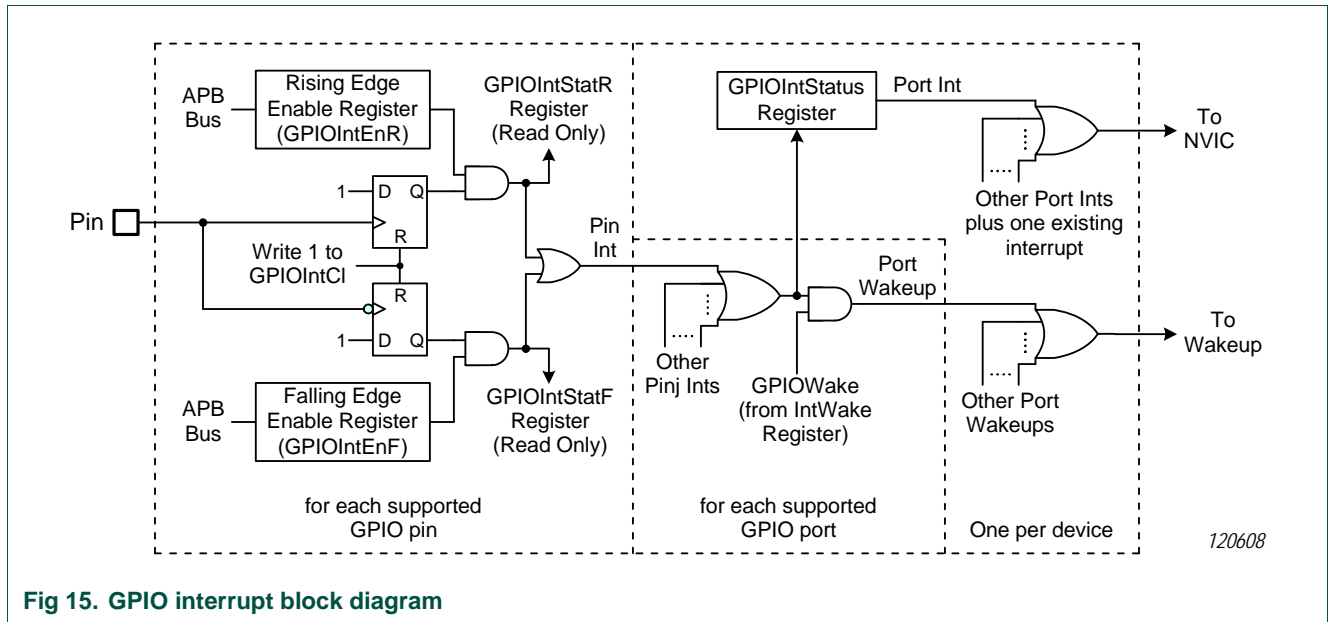 APB
Bus
Rising Edge
Enable Register
(GPIOIntEnR)
GPIOIntStatR
Register
(Read Only)
GPIOIntStatus
Register
Port Int
To
NVIC
Other Port Ints
plus one existing
interrupt
1
D
Q
R
Pin
Write 1 to
GPIOIntCl
R
1
D
Q
Pin
Int
Port
Wakeup
Other
Pinj Ints
GPIOWake
(from IntWake
Register)
To
Wakeup
Other Port
Wakeups
APB
Bus
Falling Edge
Enable Register
(GPIOIntEnF)
GPIOIntStatF
Register
(Read Only)
for each supported
GPIO pin
for each supported
GPIO port
One per device
120608
Fig 15. GPIO interrupt block diagram